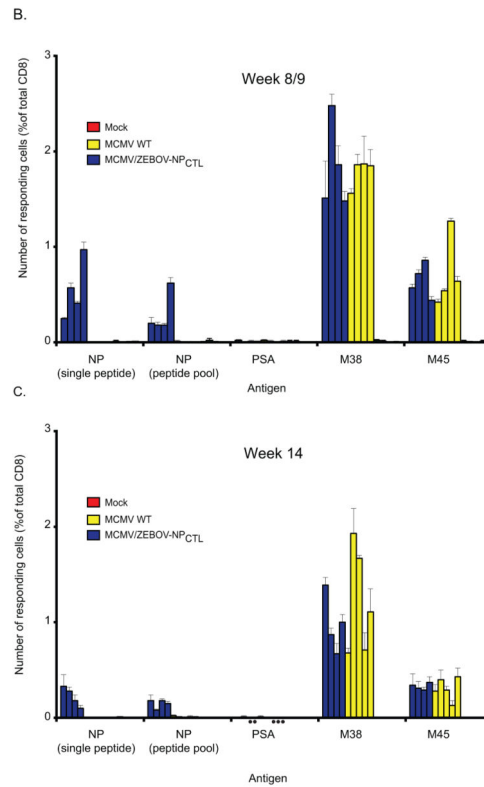 B.
Number of responding cells (%of total CD8)
3
2
1
0
Week 8/9
Mock
MCMV WT
MCMV/ZEBOV-NPCTL
NP
(single peptide)
NP
(peptide pool)
PSA
M38
M45
Antigen
C.
Number of responding cells (%of total CD8)
3
2
1
0
Week 14
Mock
MCMV WT
MCMV/ZEBOV-NPCTL
NP
(single peptide)
NP
(peptide pool)
PSA
M38
M45
Antigen